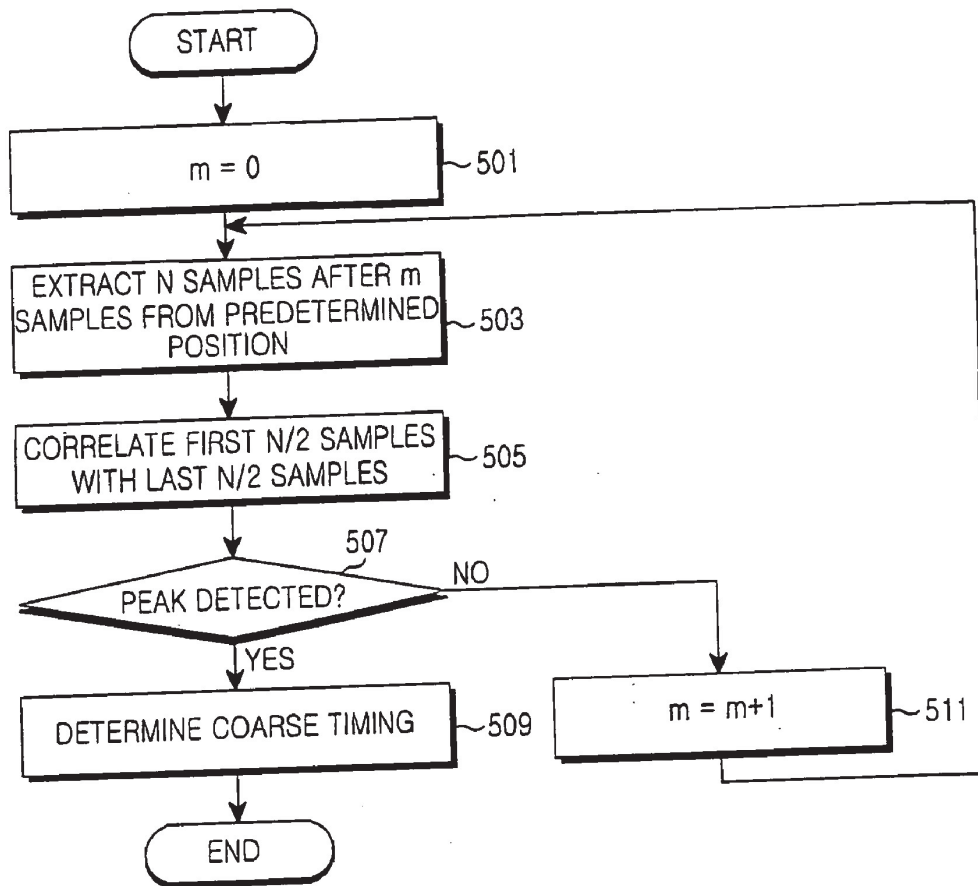 START
m = 0
501
EXTRACT N SAMPLES AFTER m
SAMPLES FROM PREDETERMINED
POSITION
503
CORRELATE FIRST N/2 SAMPLES
WITH LAST N/2 SAMPLES
505
507
PEAK DETECTED?
NO
YES
DETERMINE COARSE TIMING
509
m = m+1
511
END